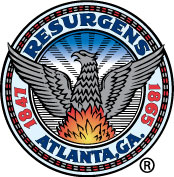 RESURGENS
1847
1865
ATLANTA, GA.
®